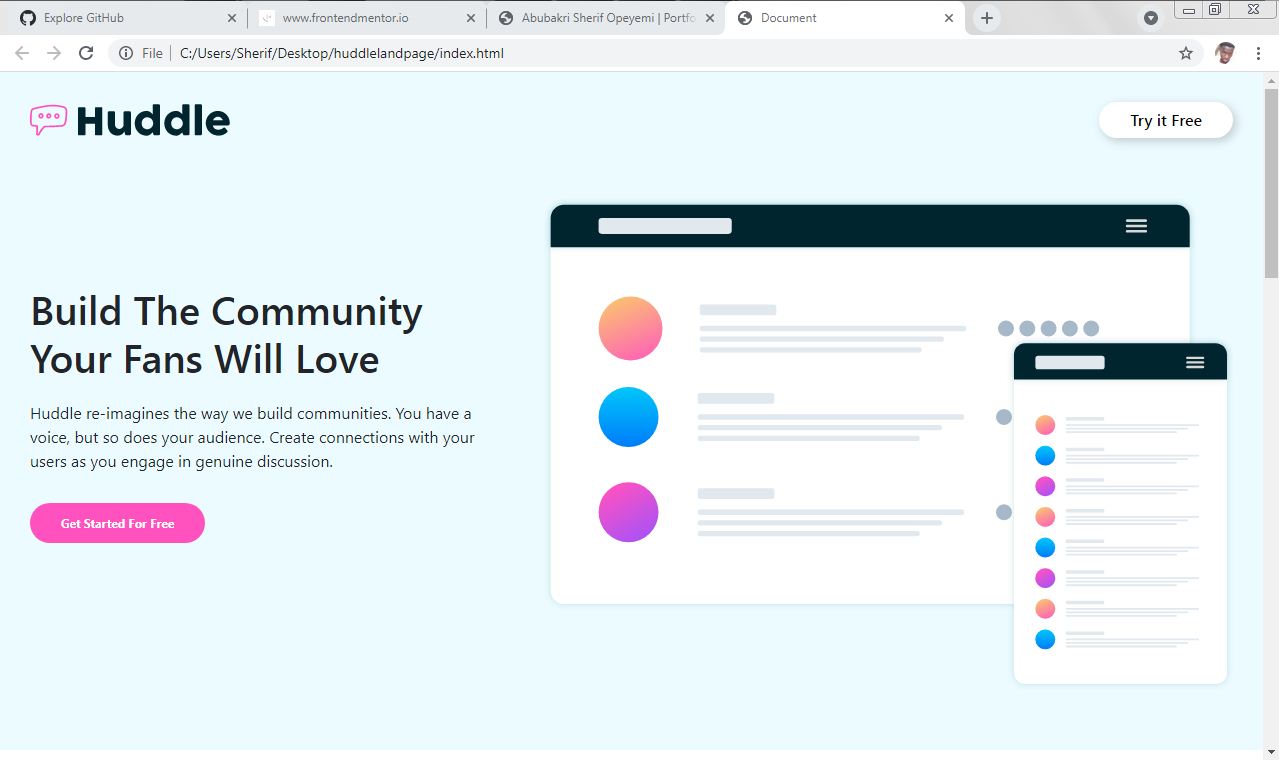 Explore GitHub
www.frontendmentor.io
Abubakri Sherif Opeyemi | Portfo
Document
File
C:/Users/Sherif/Desktop/huddlelandpage/index.html
Huddle
Try it Free
Build The Community
Your Fans Will Love
Huddle re-imagines the way we build communities. You have a
voice, but so does your audience. Create connections with your
users as you engage in genuine discussion.
Get Started For Free